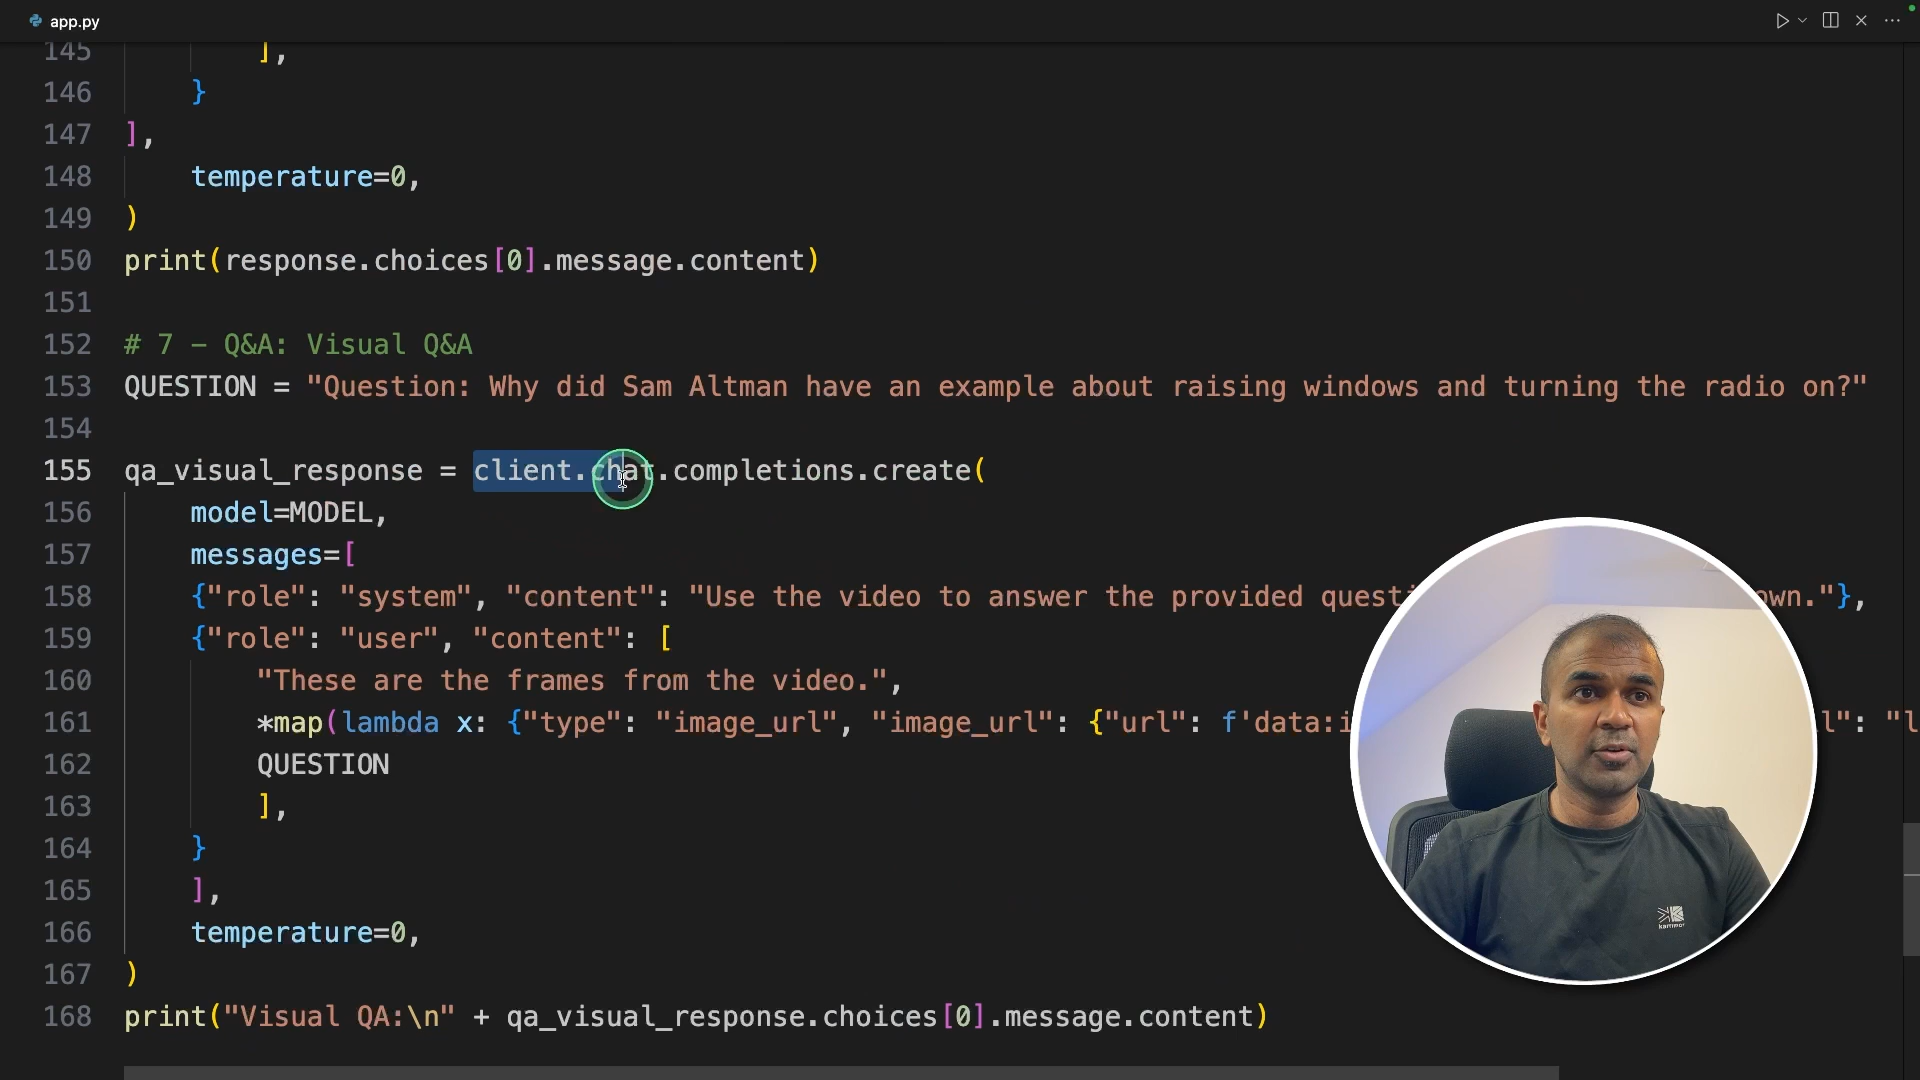 app.py
145 ],
146 }
147 ],
148 temperature=0,
149 )
150 print(response.choices[0].message.content)
151
152 # 7 – Q&A: Visual Q&A
153 QUESTION = "Question: Why did Sam Altman have an example about raising windows and turning the radio on?"
154
155 qa_visual_response = client.chat.completions.create(
156 model=MODEL,
157 messages=[
158 {"role": "system", "content": "Use the video to answer the provided questi own."},
159 {"role": "user", "content": [
160 "These are the frames from the video.",
161 *map(lambda x: {"type": "image_url", "image_url": {"url": f'data:i l": "l
162 QUESTION
163 ],
164 }
165 ],
166 temperature=0,
167 )
168 print("Visual QA:\n" + qa_visual_response.choices[0].message.content)